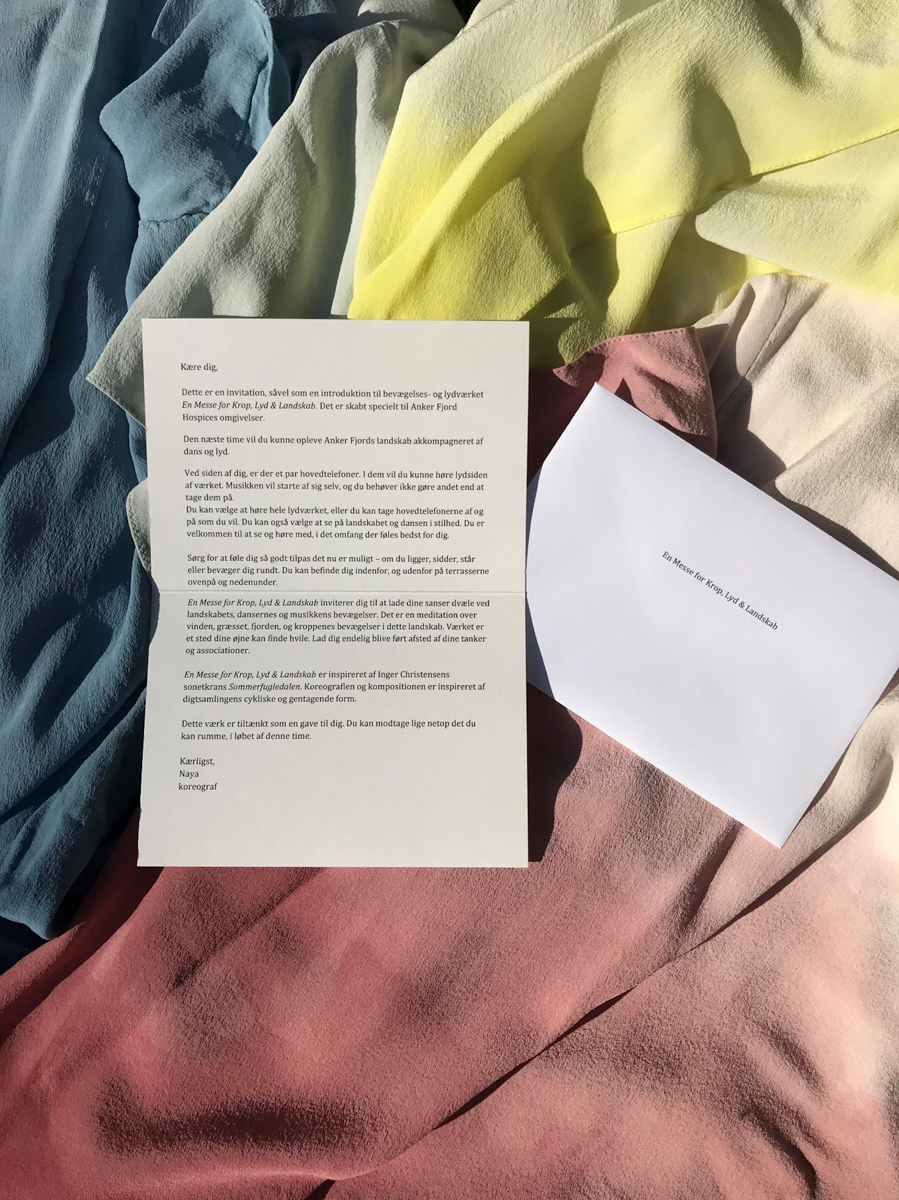 Kære dig,
Dette er en invitation, såvel som en introduktion til bevægelses- og lydværket
En Messe for Krop, Lyd & Landskab. Det er skabt specielt til Anker Fjord
Hospices omgivelser.
Den næste time vil du kunne opleve Anker Fjords landskab akkompagneret af
dans og lyd.
Ved siden af dig, er der et par hovedtelefoner. I dem vil du kunne høre lydsiden
af værket. Musikken vil starte af sig selv, og du behøver ikke gøre andet end at
tage dem på.
Du kan vælge at høre hele lydværket, eller du kan tage hovedtelefonerne af og
på som du vil. Du kan også vælge at se på landskabet og dansen i stilhed. Du er
velkommen til at se og høre med, i det omfang der føles bedst for dig.
Sørg for at føle dig så godt tilpas det nu er muligt – om du ligger, sidder, står
eller bevæger dig rundt. Du kan befinde dig indenfor, og udenfor på terrasserne
ovenpå og nedenunder.
En Messe for Krop, Lyd & Landskab inviterer dig til at lade dine sanser dvæle ved
landskabets, dansernes og musikkens bevægelser. Det er en meditation over
vinden, græsset, fjorden, og kroppenes bevægelser i dette landskab. Værket er
et sted dine øjne kan finde hvile. Lad dig endelig blive ført afsted af dine tanker
og associationer.
En Messe for Krop, Lyd & Landskab er inspireret af Inger Christensens
sonetkrans Sommerfugledalen. Koreografien og kompositionen er inspireret af
digtsamlingens cykliske og gentagende form.
Dette værk er tiltænkt som en gave til dig. Du kan modtage lige netop det du
kan rumme, i løbet af denne time.
Kærligst,
Naya
koreograf
En Messe for Krop, Lyd & Landskab